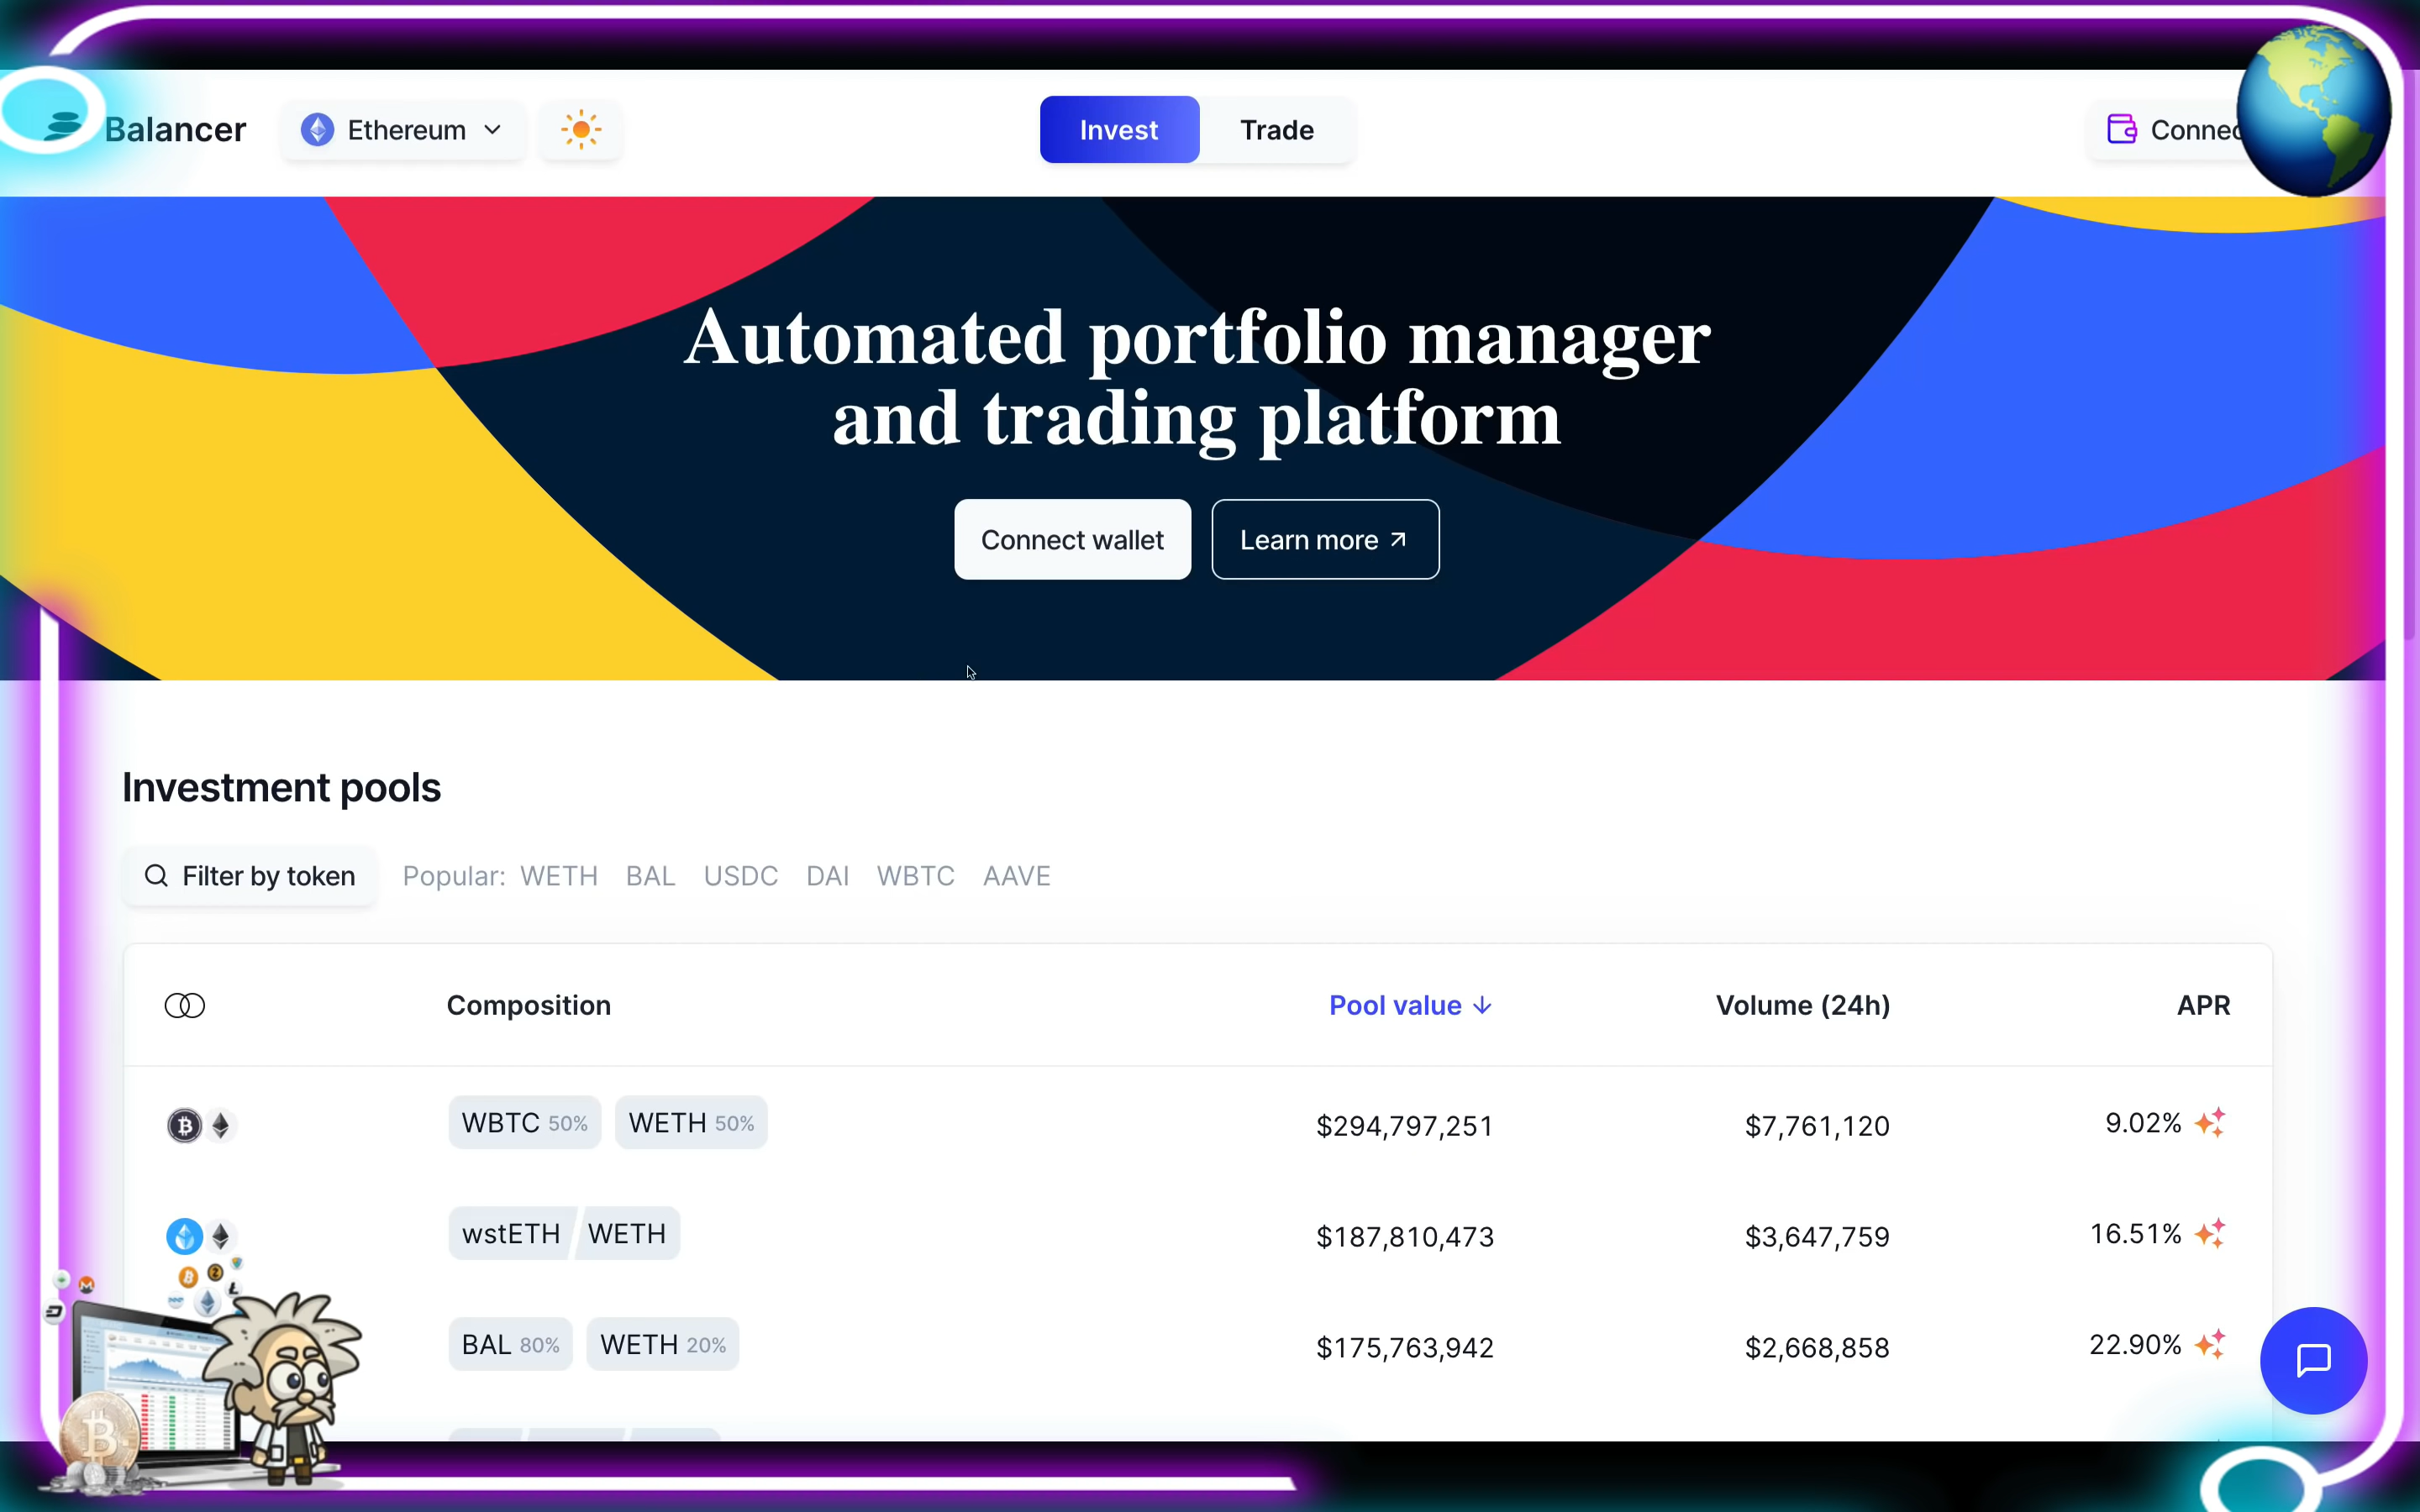 Balancer
Ethereum
Invest
Trade
Automated portfolio manager
and trading platform
Connect wallet
Learn more
Investment pools
Filter by token
Popular: WETH BAL USDC DAI WBTC AAVE
Composition Pool value Volume (24h) APR
WBTC 50% WETH 50% $294,797,251 $7,761,120 9.02%
wstETH WETH $187,810,473 $3,647,759 16.51%
BAL 80% WETH 20% $175,763,942 $2,668,858 22.90%